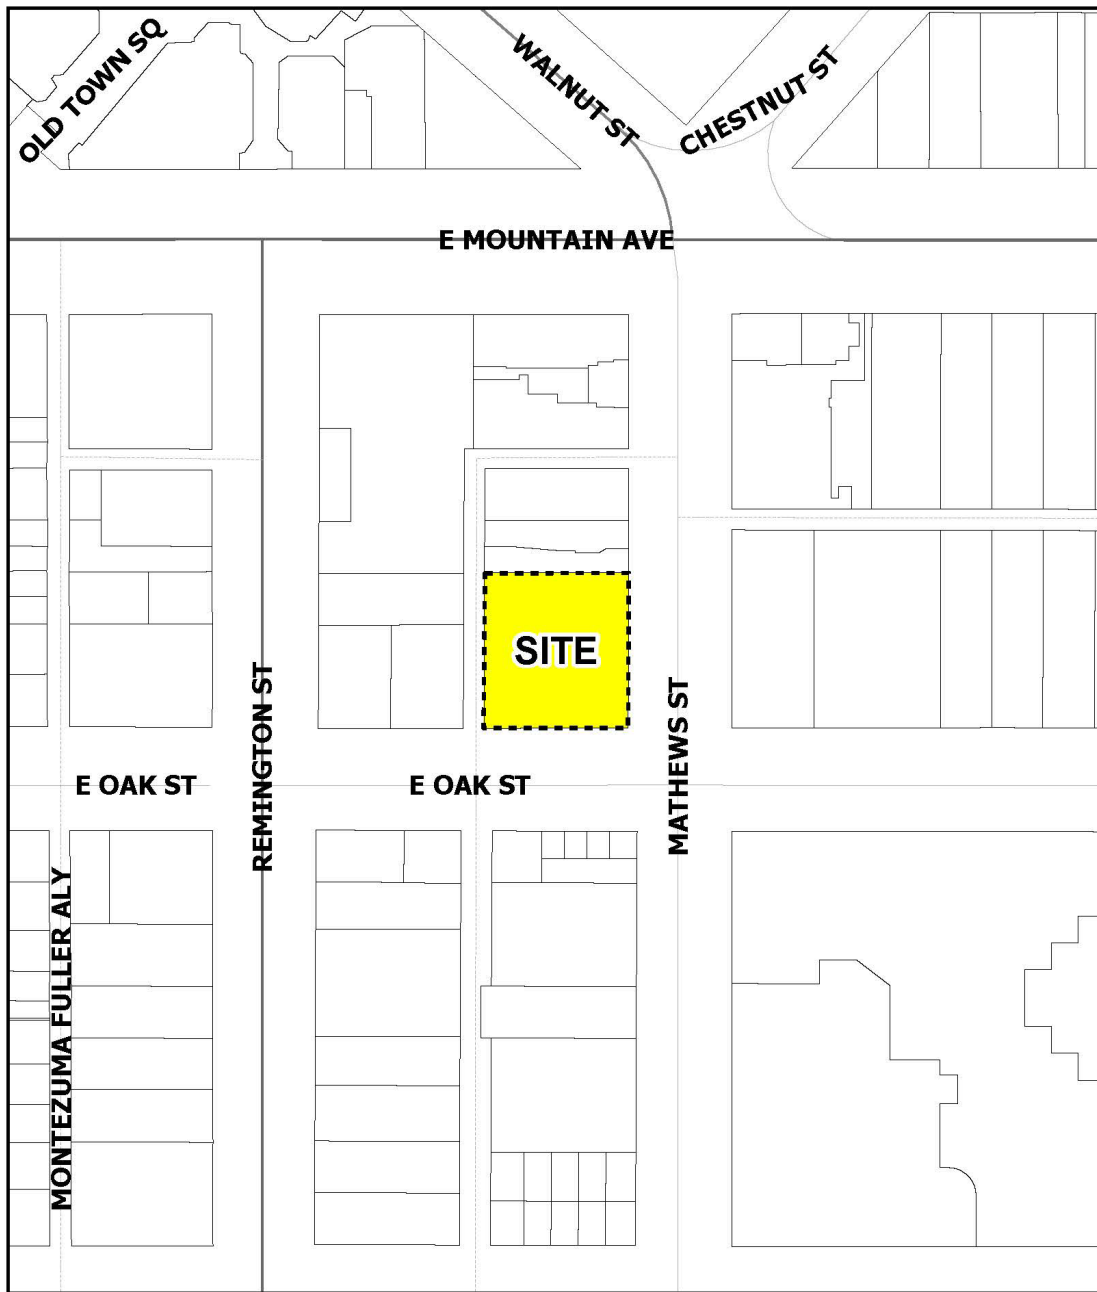 OLD TOWN SQ
WALNUT ST
CHESTNUT ST
E MOUNTAIN AVE
SITE
REMINGTON ST
MATHEWS ST
E OAK ST
E OAK ST
MONTEZUMA FULLER ALY